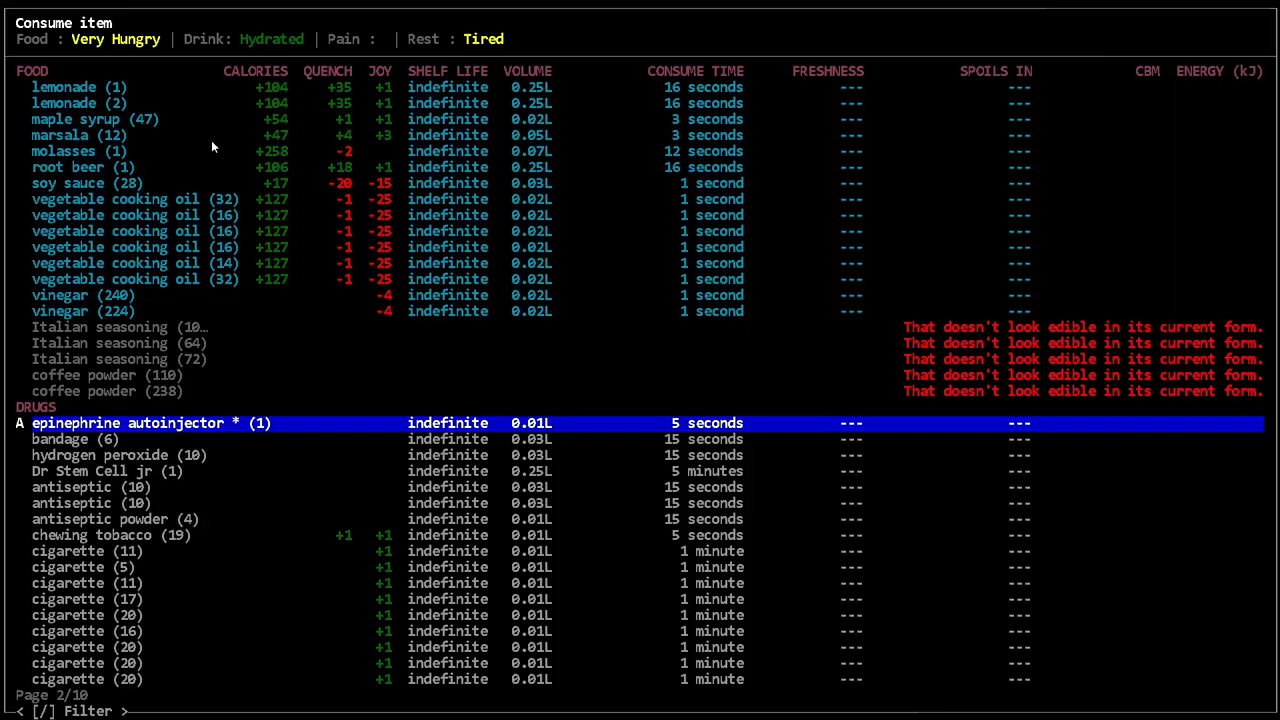 Consume item
Food : Very Hungry | Drink: Hydrated | Pain :  | Rest : Tired
FOOD CALORIES QUENCH JOY SHELF LIFE VOLUME CONSUME TIME FRESHNESS SPOILS IN CBM ENERGY (kJ)
lemonade (1) +104 +35 +1 indefinite 0.25L 16 seconds --- ---
lemonade (2) +104 +35 +1 indefinite 0.25L 16 seconds --- ---
maple syrup (47) +54 +1 +1 indefinite 0.02L 3 seconds --- ---
marsala (12) +47 +4 +3 indefinite 0.05L 3 seconds --- ---
molasses (1) +258 -2 indefinite 0.07L 12 seconds --- ---
root beer (1) +106 +18 +1 indefinite 0.25L 16 seconds --- ---
soy sauce (28) +17 -20 -15 indefinite 0.03L 1 second --- ---
vegetable cooking oil (32) +127 -1 -25 indefinite 0.02L 1 second --- ---
vegetable cooking oil (16) +127 -1 -25 indefinite 0.02L 1 second --- ---
vegetable cooking oil (16) +127 -1 -25 indefinite 0.02L 1 second --- ---
vegetable cooking oil (16) +127 -1 -25 indefinite 0.02L 1 second --- ---
vegetable cooking oil (14) +127 -1 -25 indefinite 0.02L 1 second --- ---
vegetable cooking oil (32) +127 -1 -25 indefinite 0.02L 1 second --- ---
vinegar (240) -4 indefinite 0.02L 1 second --- ---
vinegar (224) -4 indefinite 0.02L 1 second --- ---
Italian seasoning (10… That doesn't look edible in its current form.
Italian seasoning (64) That doesn't look edible in its current form.
Italian seasoning (72) That doesn't look edible in its current form.
coffee powder (110) That doesn't look edible in its current form.
coffee powder (238) That doesn't look edible in its current form.
DRUGS
A epinephrine autoinjector * (1) indefinite 0.01L 5 seconds --- ---
bandage (6) indefinite 0.03L 15 seconds --- ---
hydrogen peroxide (10) indefinite 0.03L 15 seconds --- ---
Dr Stem Cell jr (1) indefinite 0.25L 5 minutes --- ---
antiseptic (10) indefinite 0.03L 15 seconds --- ---
antiseptic (10) indefinite 0.03L 15 seconds --- ---
antiseptic powder (4) indefinite 0.01L 15 seconds --- ---
chewing tobacco (19) +1 +1 indefinite 0.01L 5 seconds --- ---
cigarette (11) +1 indefinite 0.01L 1 minute --- ---
cigarette (5) +1 indefinite 0.01L 1 minute --- ---
cigarette (11) +1 indefinite 0.01L 1 minute --- ---
cigarette (17) +1 indefinite 0.01L 1 minute --- ---
cigarette (20) +1 indefinite 0.01L 1 minute --- ---
cigarette (16) +1 indefinite 0.01L 1 minute --- ---
cigarette (20) +1 indefinite 0.01L 1 minute --- ---
cigarette (20) +1 indefinite 0.01L 1 minute --- ---
cigarette (20) +1 indefinite 0.01L 1 minute --- ---
Page 2/10
< [/] Filter >